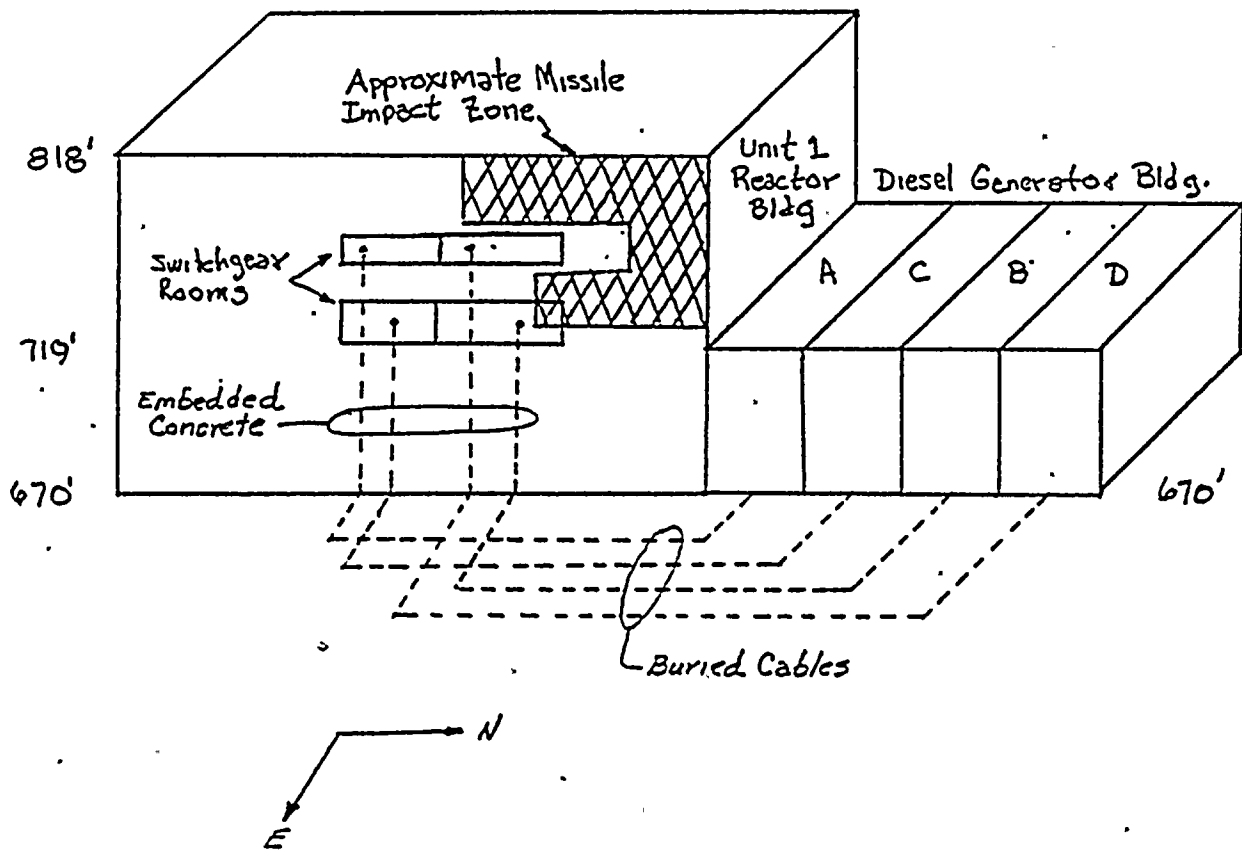 Approximate Missile
Impact Zone
818'
Unit 1
Reactor
Bldg
Diesel Generator Bldg.
Switchgear
Rooms
A
C
B
D
719'
Embedded
Concrete
670'
670'
Buried Cables
N
E